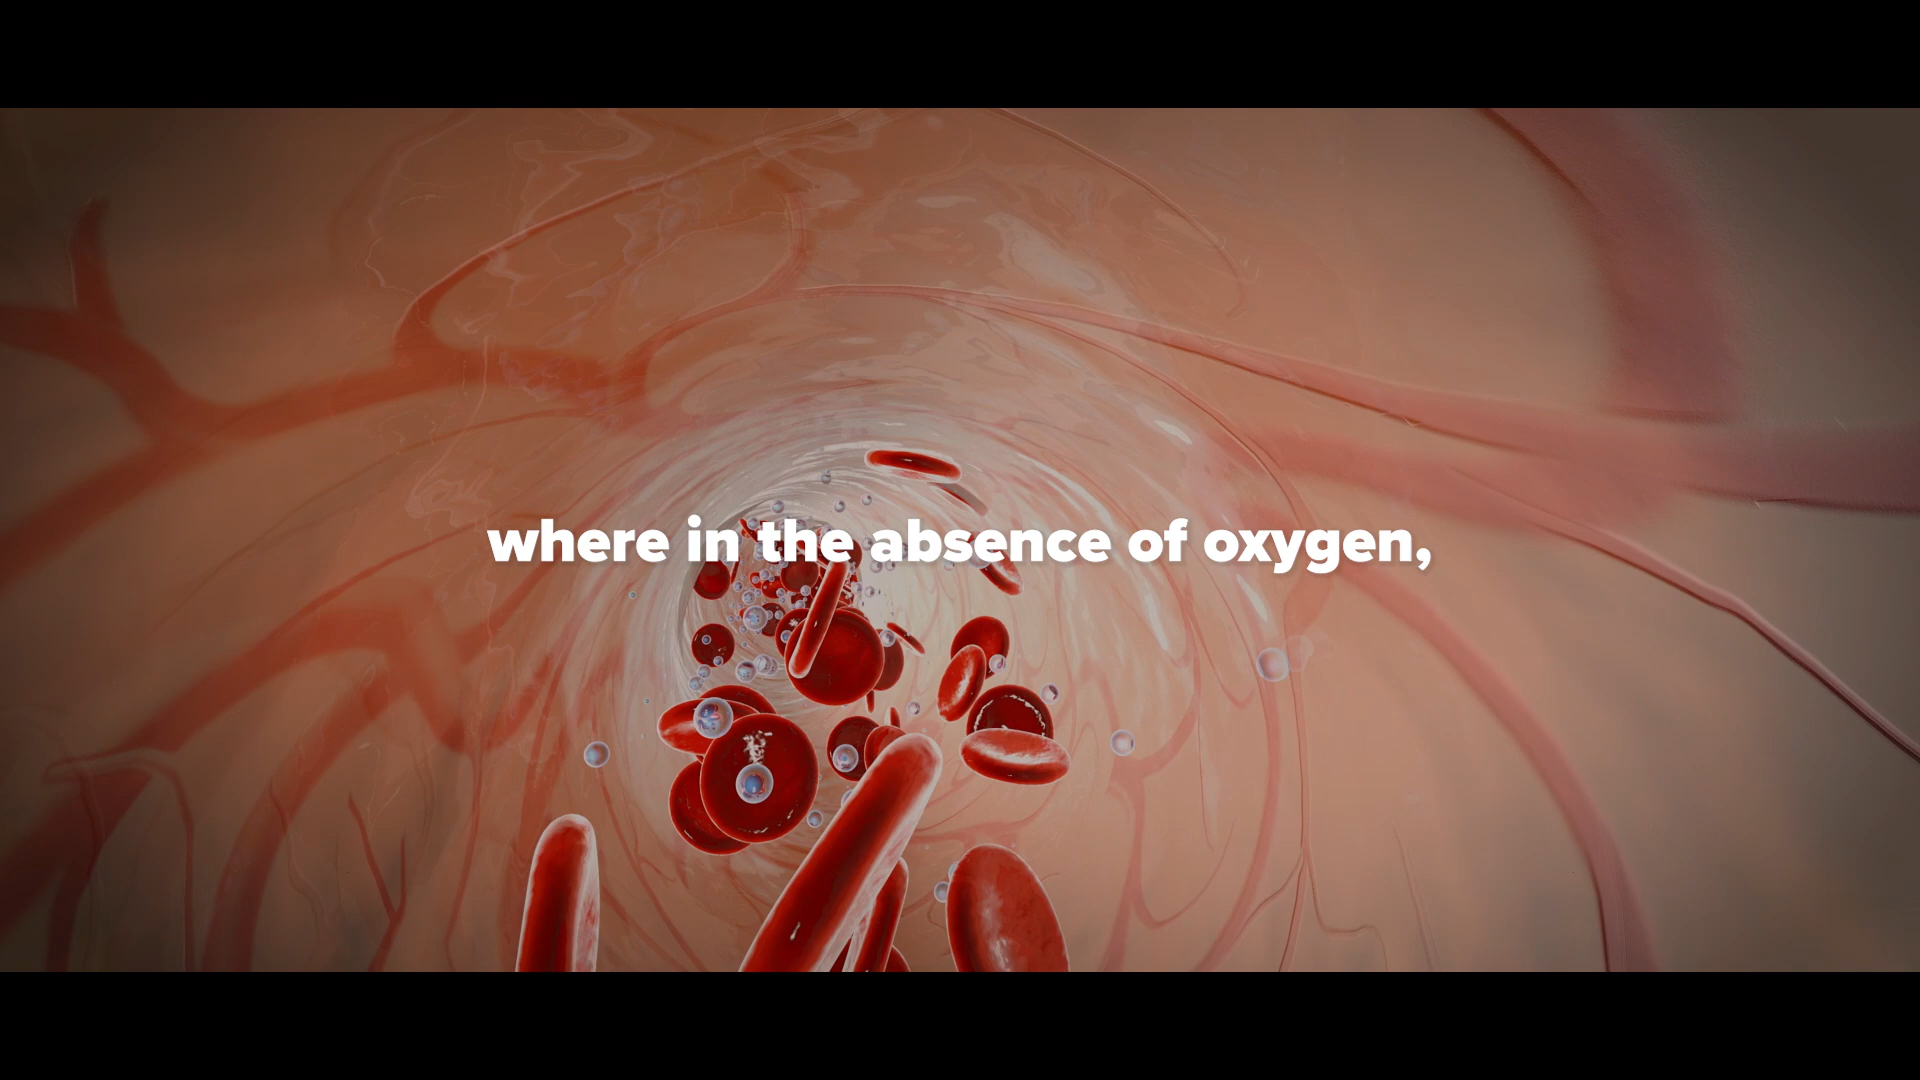 where in the absence of oxygen,